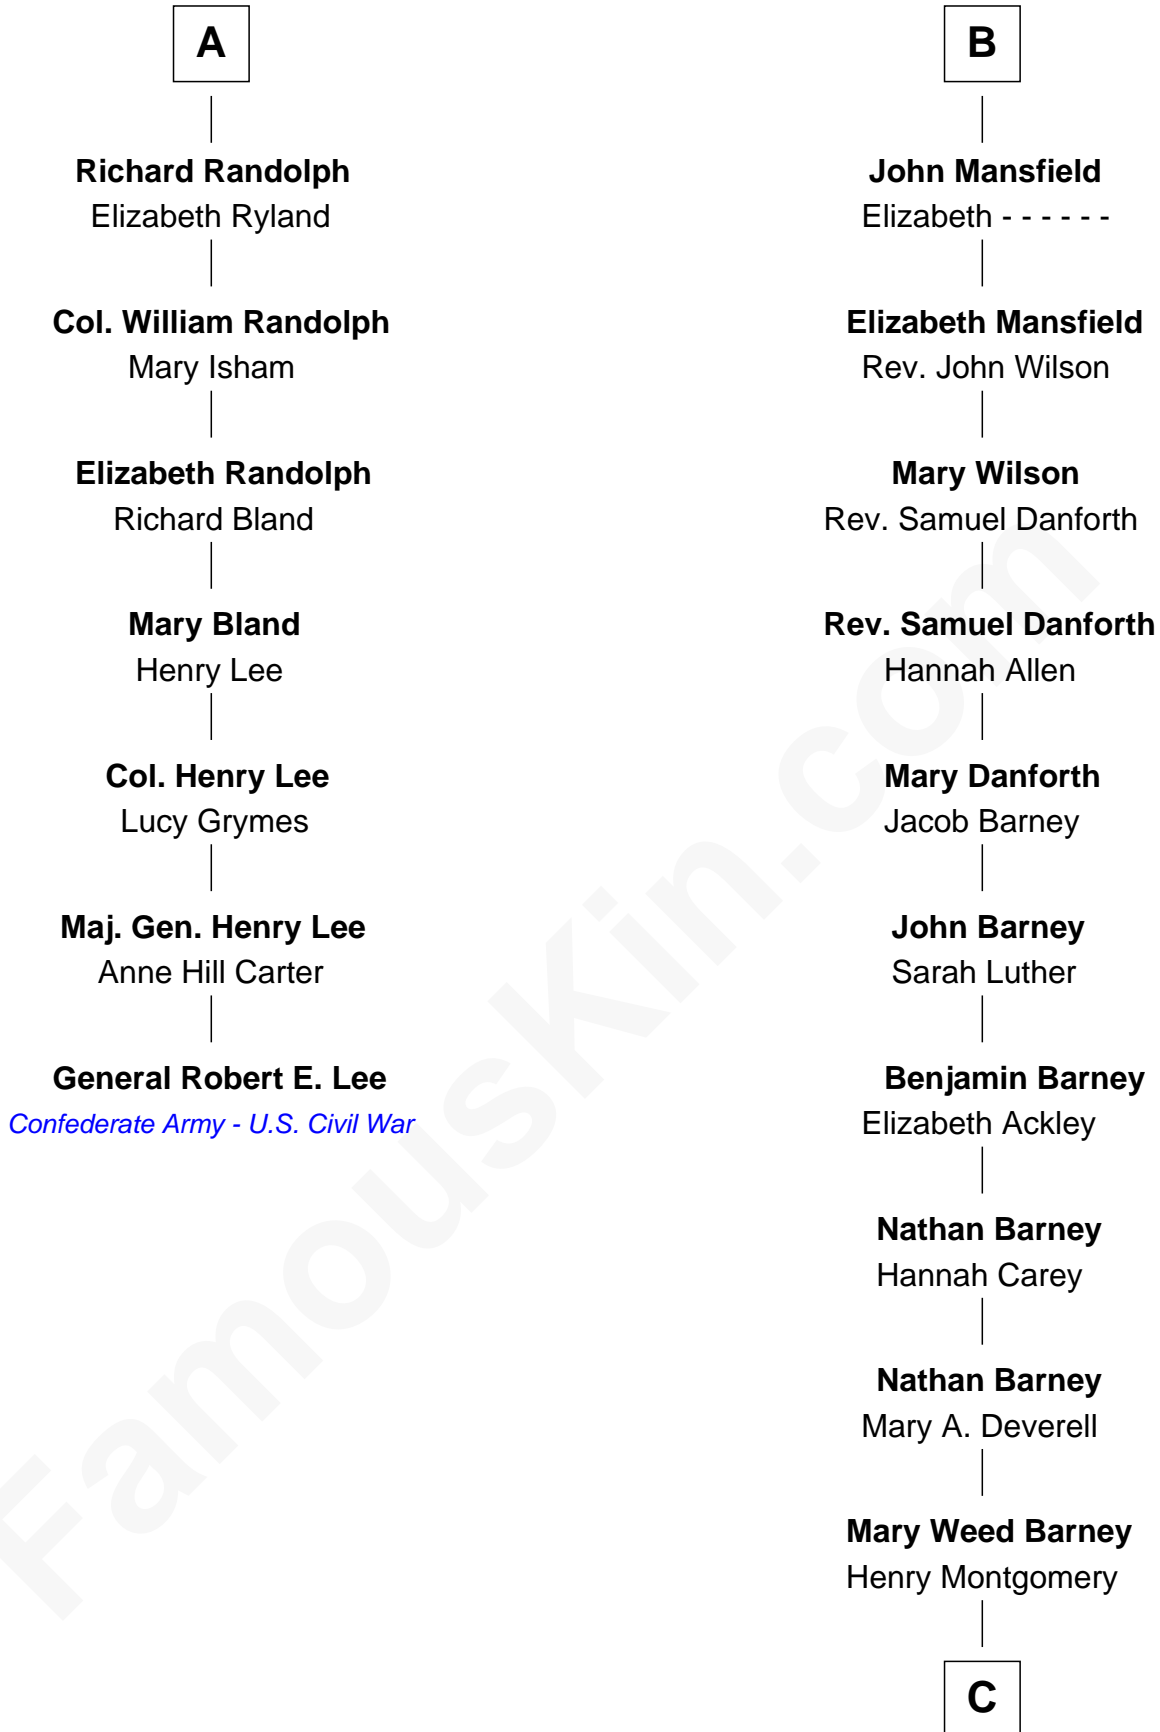 A
Richard Randolph
Elizabeth Ryland
Col. William Randolph
Mary Isham
Elizabeth Randolph
Richard Bland
Mary Bland
Henry Lee
Col. Henry Lee
Lucy Grymes
Maj. Gen. Henry Lee
Anne Hill Carter
General Robert E. Lee
Confederate Army - U.S. Civil War
B
John Mansfield
Elizabeth - - - - - -
Elizabeth Mansfield
Rev. John Wilson
Mary Wilson
Rev. Samuel Danforth
Rev. Samuel Danforth
Hannah Allen
Mary Danforth
Jacob Barney
John Barney
Sarah Luther
Benjamin Barney
Elizabeth Ackley
Nathan Barney
Hannah Carey
Nathan Barney
Mary A. Deverell
Mary Weed Barney
Henry Montgomery
C
FamousKin.com